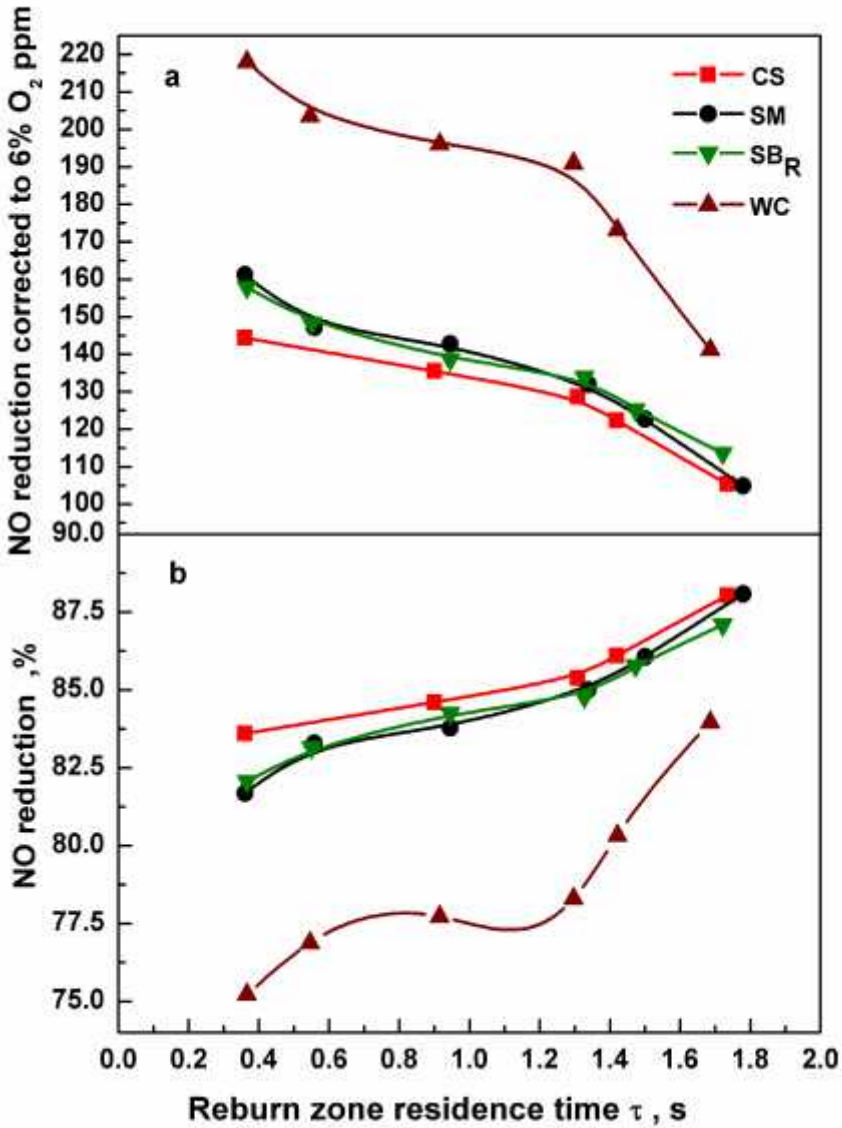 NO reduction corrected to 6% O2 ppm
220
210
200
190
180
170
160
150
140
130
120
110
100
90.0
a
CS
SM
SBR
WC
NO reduction ,%
87.5
85.0
82.5
80.0
77.5
75.0
b
0.0 0.2 0.4 0.6 0.8 1.0 1.2 1.4 1.6 1.8 2.0
Reburn zone residence time τ , s